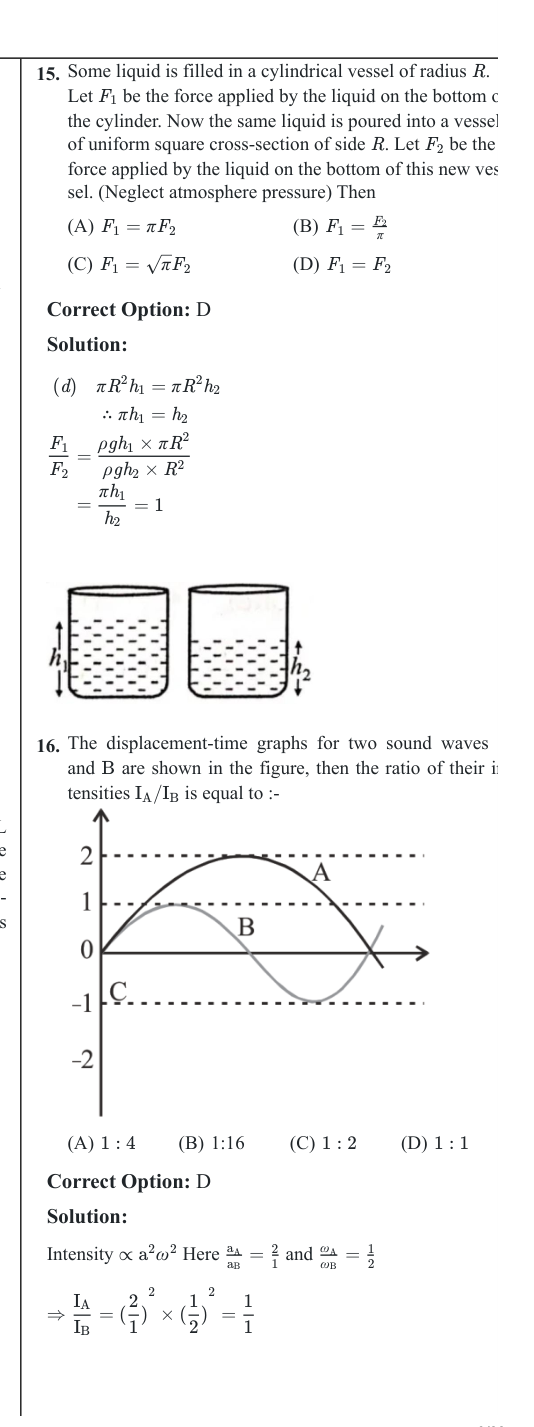 15. Some liquid is filled in a cylindrical vessel of radius R.
Let F₁ be the force applied by the liquid on the bottom
the cylinder. Now the same liquid is poured into a vessel
of uniform square cross-section of side R. Let F₂ be the
force applied by the liquid on the bottom of this new ves
sel. (Neglect atmosphere pressure) Then
(A) F₁ = πF₂ (B) F₁ = F₂/π
(C) F₁ = √πF₂ (D) F₁ = F₂
Correct Option: D
Solution:
(d) πR²h₁ = πR²h₂
∴ πh₁ = h₂
F₁/F₂ = ρgh₁ × πR²/ρgh₂ × R²
= πh₁/h₂ = 1
h₁ h₂
16. The displacement-time graphs for two sound waves
and B are shown in the figure, then the ratio of their
tensities I_A/I_B is equal to :-
2
A
1
B
0
C
-1
-2
(A) 1 : 4 (B) 1:16 (C) 1 : 2 (D) 1 : 1
Correct Option: D
Solution:
Intensity ∝ a²ω² Here a_A/a_B = 2/1 and ω_A/ω_B = 1/2
⇒ I_A/I_B = (2/1)² × (1/2)² = 1/1